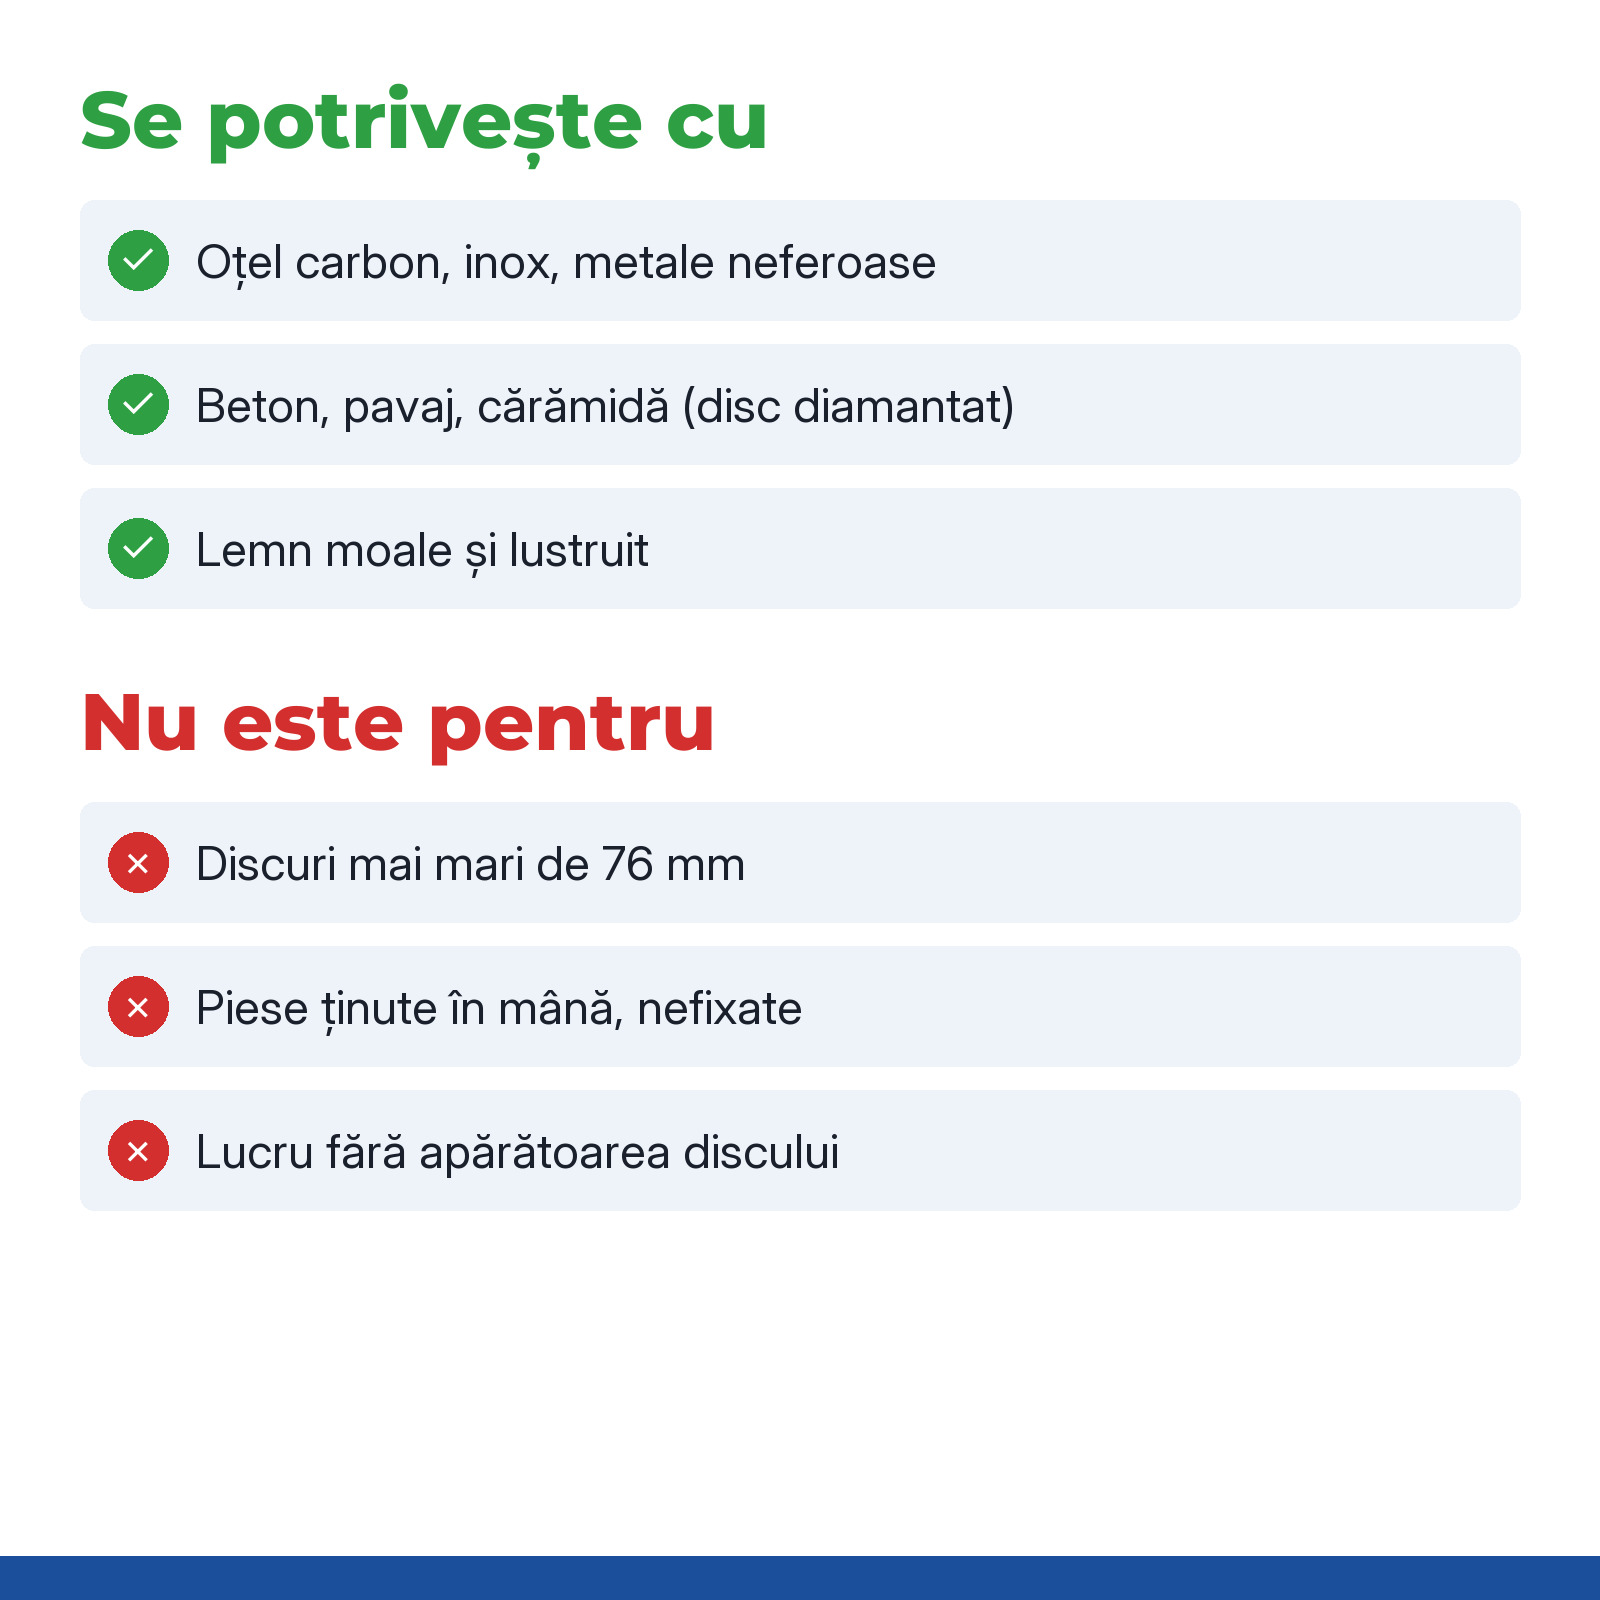 Se potrivește cu
Oțel carbon, inox, metale neferoase
Beton, pavaj, cărămidă (disc diamantat)
Lemn moale și lustruit
Nu este pentru
Discuri mai mari de 76 mm
Piese ținute în mână, nefixate
Lucru fără apărătoarea discului